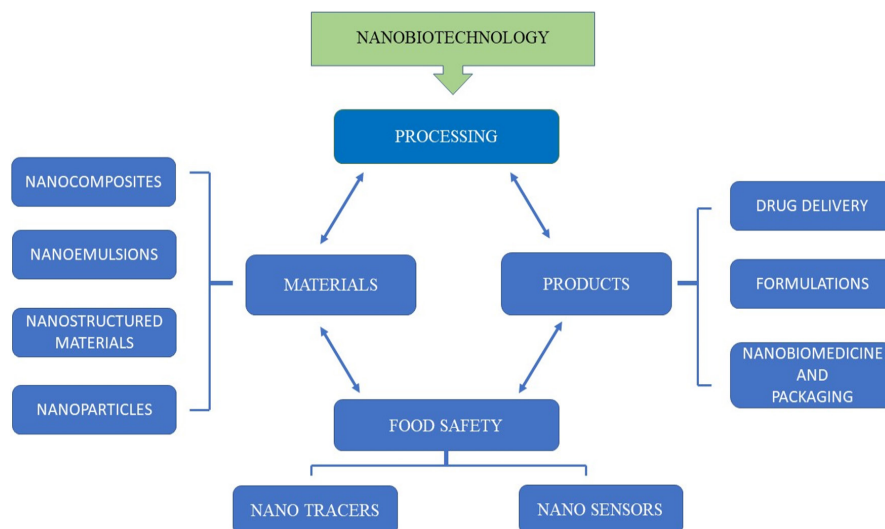 NANOBIOTECHNOLOGY
PROCESSING
NANOCOMPOSITES
NANOEMULSIONS
NANOSTRUCTURED
MATERIALS
NANOPARTICLES
MATERIALS
PRODUCTS
DRUG DELIVERY
FORMULATIONS
NANOBIOMEDICINE
AND
PACKAGING
FOOD SAFETY
NANO TRACERS
NANO SENSORS